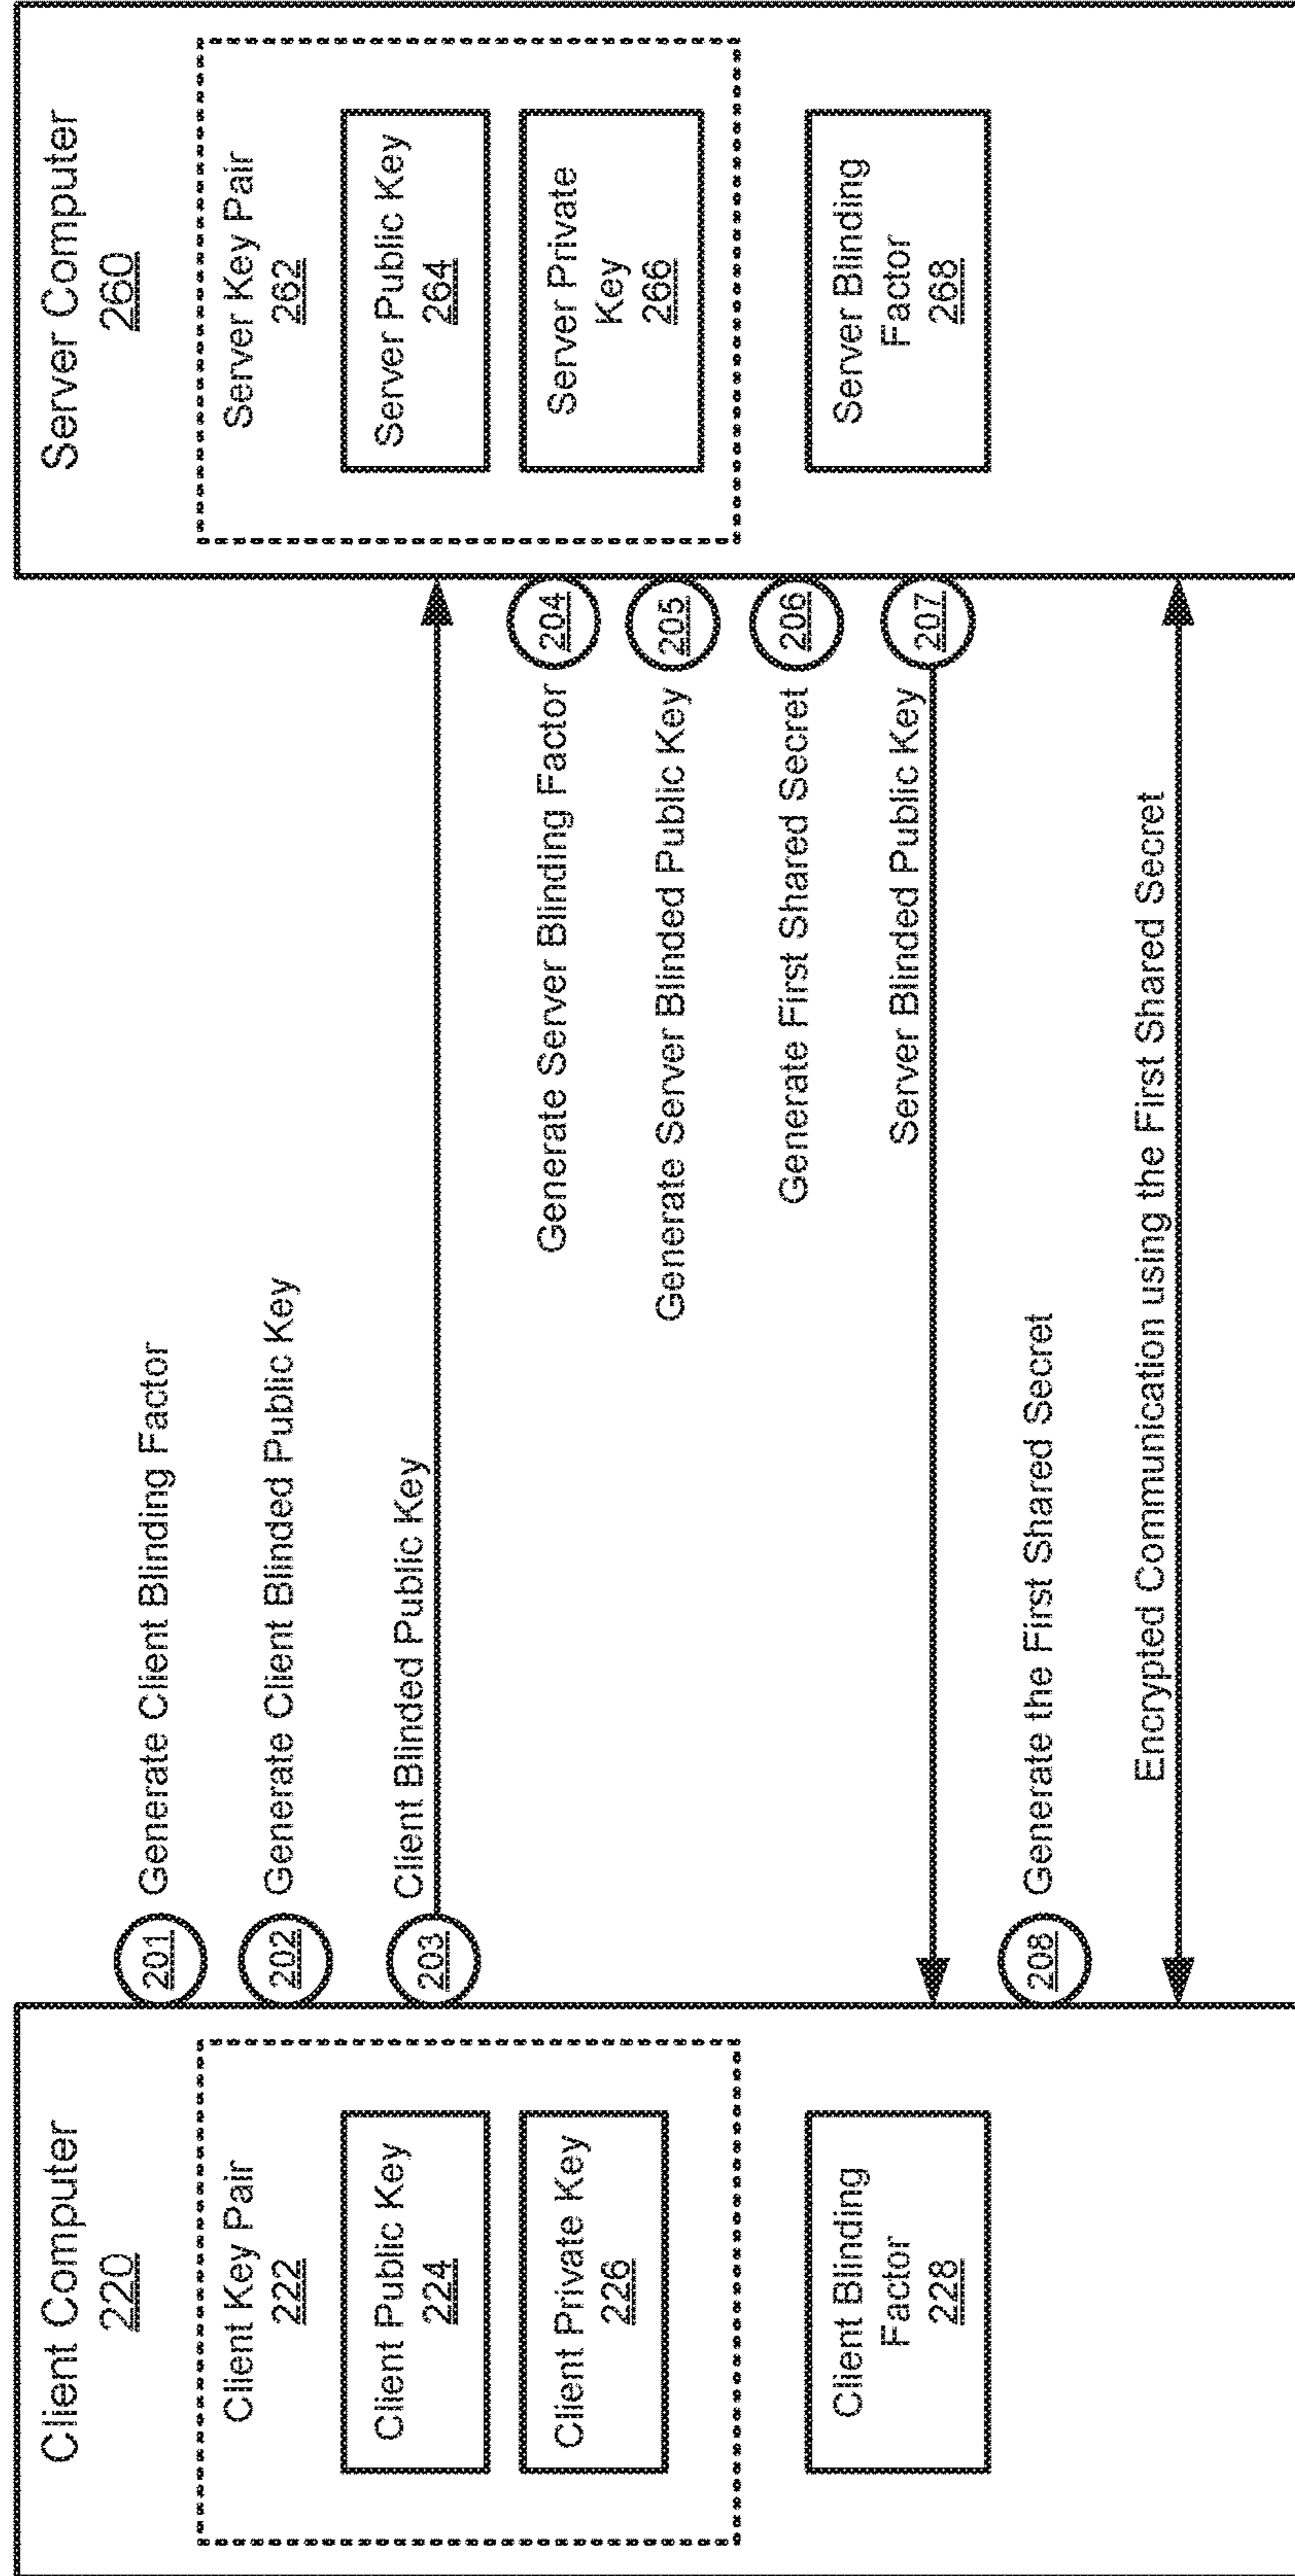 Client Computer
220
Client Key Pair
222
Client Public Key
224
Client Private Key
226
Client Blinding
Factor
228
201 Generate Client Blinding Factor
202 Generate Client Blinded Public Key
203 Client Blinded Public Key
Generate Server Blinding Factor 204
Generate Server Blinded Public Key 205
Generate First Shared Secret 206
Server Blinded Public Key 207
208 Generate the First Shared Secret
Encrypted Communication using the First Shared Secret
Server Computer
260
Server Key Pair
262
Server Public Key
264
Server Private
Key
266
Server Blinding
Factor
268